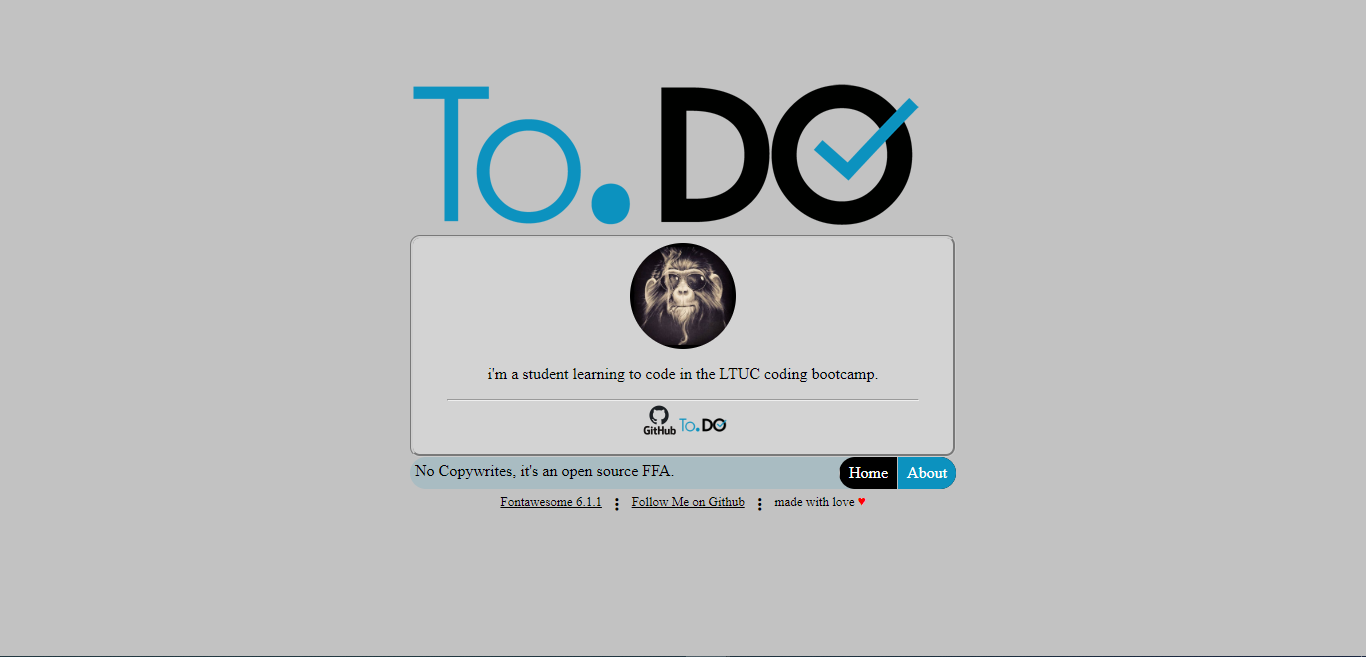 To.DO
i'm a student learning to code in the LTUC coding bootcamp.
GitHub To.DO
No Copywrites, it's an open source FFA. Home About
Fontawesome 6.1.1 ⋮ Follow Me on Github ⋮ made with love ♥